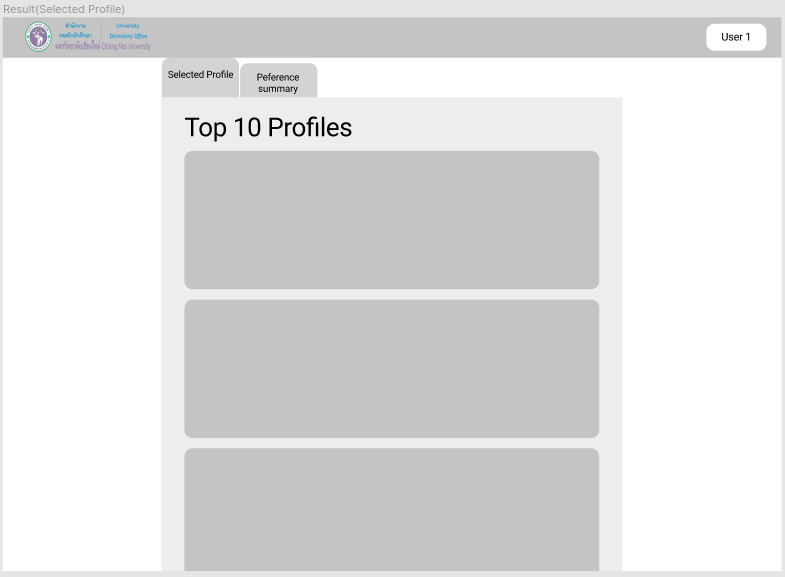 Result(Selected Profile)
สำนักงาน
หอพักนักศึกษา
University
Dormitory Office
มหาวิทยาลัยเชียงใหม่ Chiang Mai University
User 1
Selected Profile
Peference
summary
Top 10 Profiles